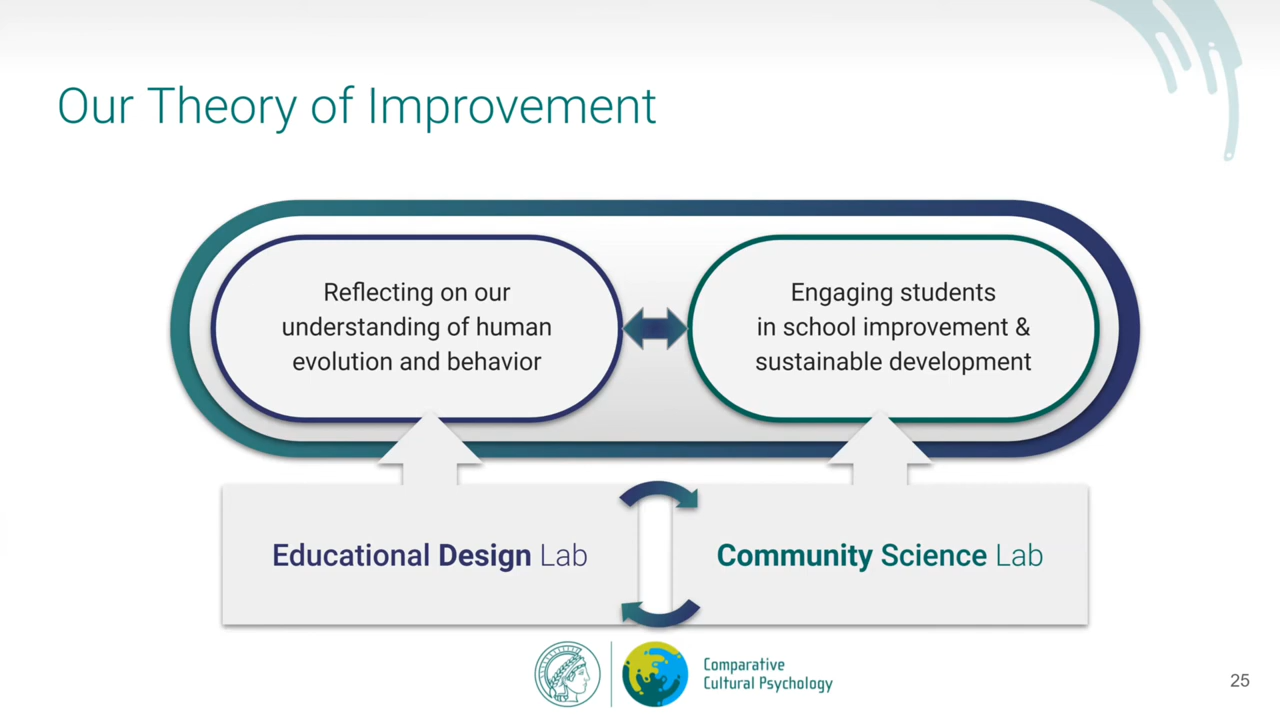 Our Theory of Improvement
Reflecting on our
understanding of human
evolution and behavior
Engaging students
in school improvement &
sustainable development
Educational Design Lab
Community Science Lab
Comparative
Cultural Psychology
25